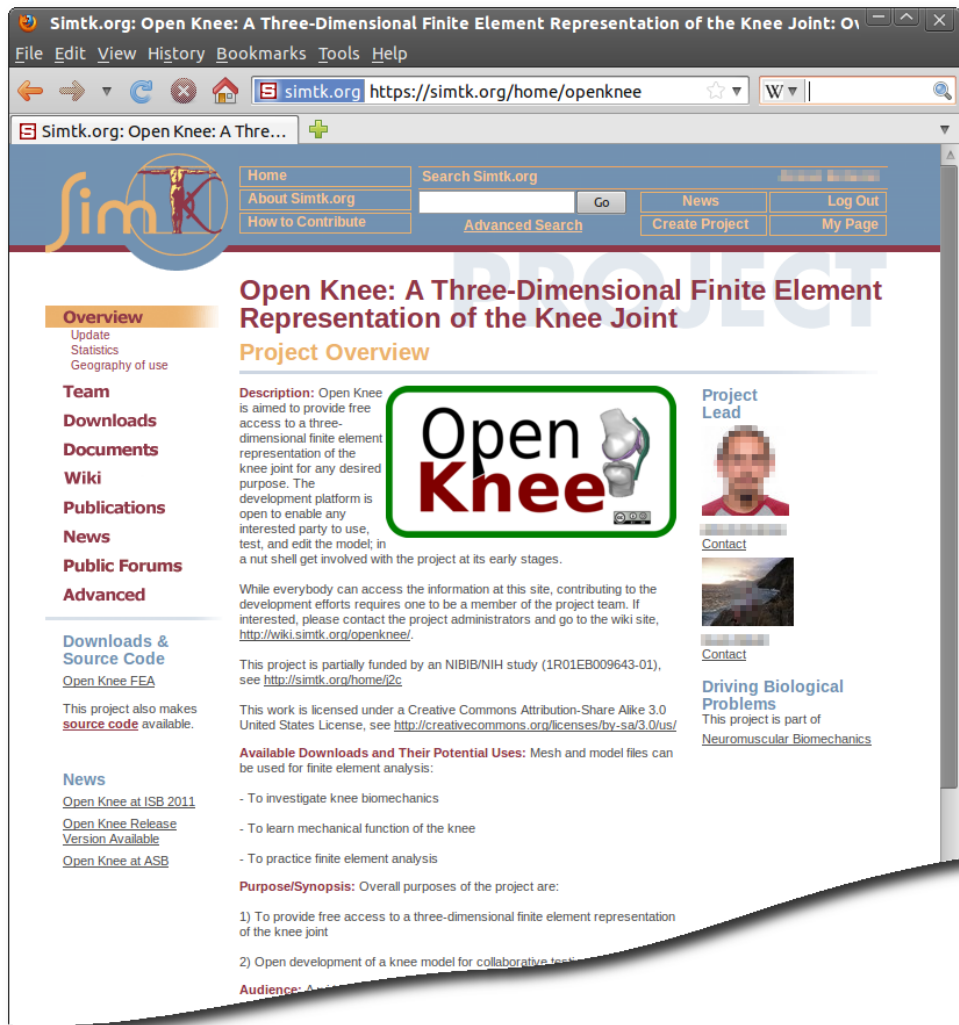 Simtk.org: Open Knee: A Three-Dimensional Finite Element Representation of the Knee Joint: Ov
File Edit View History Bookmarks Tools Help
simtk.org https://simtk.org/home/openknee
W
Simtk.org: Open Knee: A Thre...
SimTK
Home
About Simtk.org
How to Contribute
Search Simtk.org
Go
Advanced Search
News
Log Out
Create Project
My Page
PROJECT
Open Knee: A Three-Dimensional Finite Element
Representation of the Knee Joint
Project Overview
Overview
Update
Statistics
Geography of use
Team
Downloads
Documents
Wiki
Publications
News
Public Forums
Advanced
Downloads &
Source Code
Open Knee FEA
This project also makes
source code available.
News
Open Knee at ISB 2011
Open Knee Release
Version Available
Open Knee at ASB
Description: Open Knee
is aimed to provide free
access to a three-
dimensional finite element
representation of the
knee joint for any desired
purpose. The
development platform is
open to enable any
interested party to use,
test, and edit the model; in
a nut shell get involved with the project at its early stages.
Open
Knee
While everybody can access the information at this site, contributing to the
development efforts requires one to be a member of the project team. If
interested, please contact the project administrators and go to the wiki site,
http://wiki.simtk.org/openknee/.
This project is partially funded by an NIBIB/NIH study (1R01EB009643-01),
see http://simtk.org/home/j2c
This work is licensed under a Creative Commons Attribution-Share Alike 3.0
United States License, see http://creativecommons.org/licenses/by-sa/3.0/us/
Available Downloads and Their Potential Uses: Mesh and model files can
be used for finite element analysis:
- To investigate knee biomechanics
- To learn mechanical function of the knee
- To practice finite element analysis
Purpose/Synopsis: Overall purposes of the project are:
1) To provide free access to a three-dimensional finite element representation
of the knee joint
2) Open development of a knee model for collaborative
Audience:
Project
Lead
Contact
Contact
Driving Biological
Problems
This project is part of
Neuromuscular Biomechanics